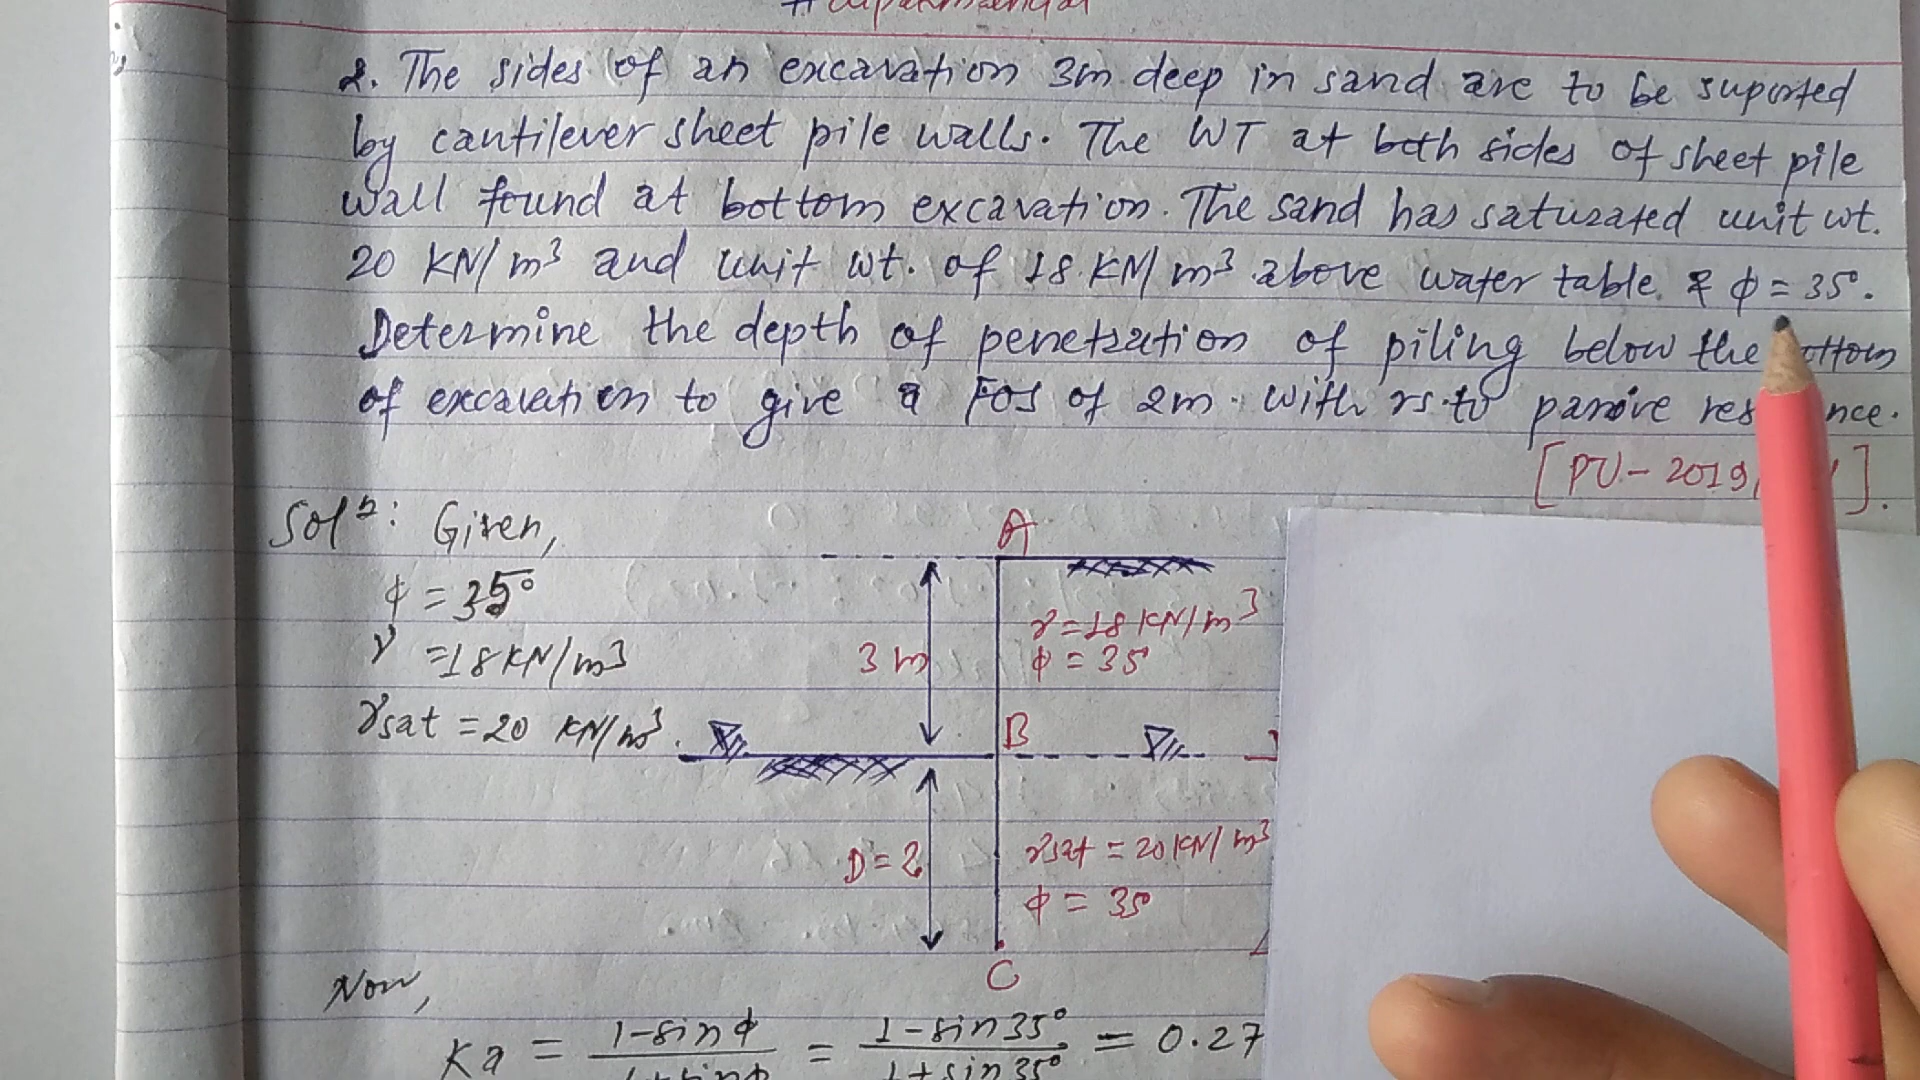 2. The sides of an excavation 3m deep in sand are to be suported
by cantilever sheet pile walls. The WT at both sides of sheet pile
Wall found at bottom excavation. The sand has saturated unit wt.
20 KN/m³ and unit wt. of 18 KN/m³ above water table & ϕ = 35°.
Determine the depth of penetration of piling below the
of excavation to give a FOS of 2m. with rs. to passive
[PU - 2019
Solⁿ: Given,
ϕ = 35°
γ = 18 KN/m³
γsat = 20 KN/m³.
A
3 m
γ = 18 KN/m³
ϕ = 35°
B
D = ?
γsat = 20 KN/m³
ϕ = 35°
C
Now,
Ka = 1-sinϕ / 1+sinϕ = 1-sin35° / 1+sin35° = 0.27